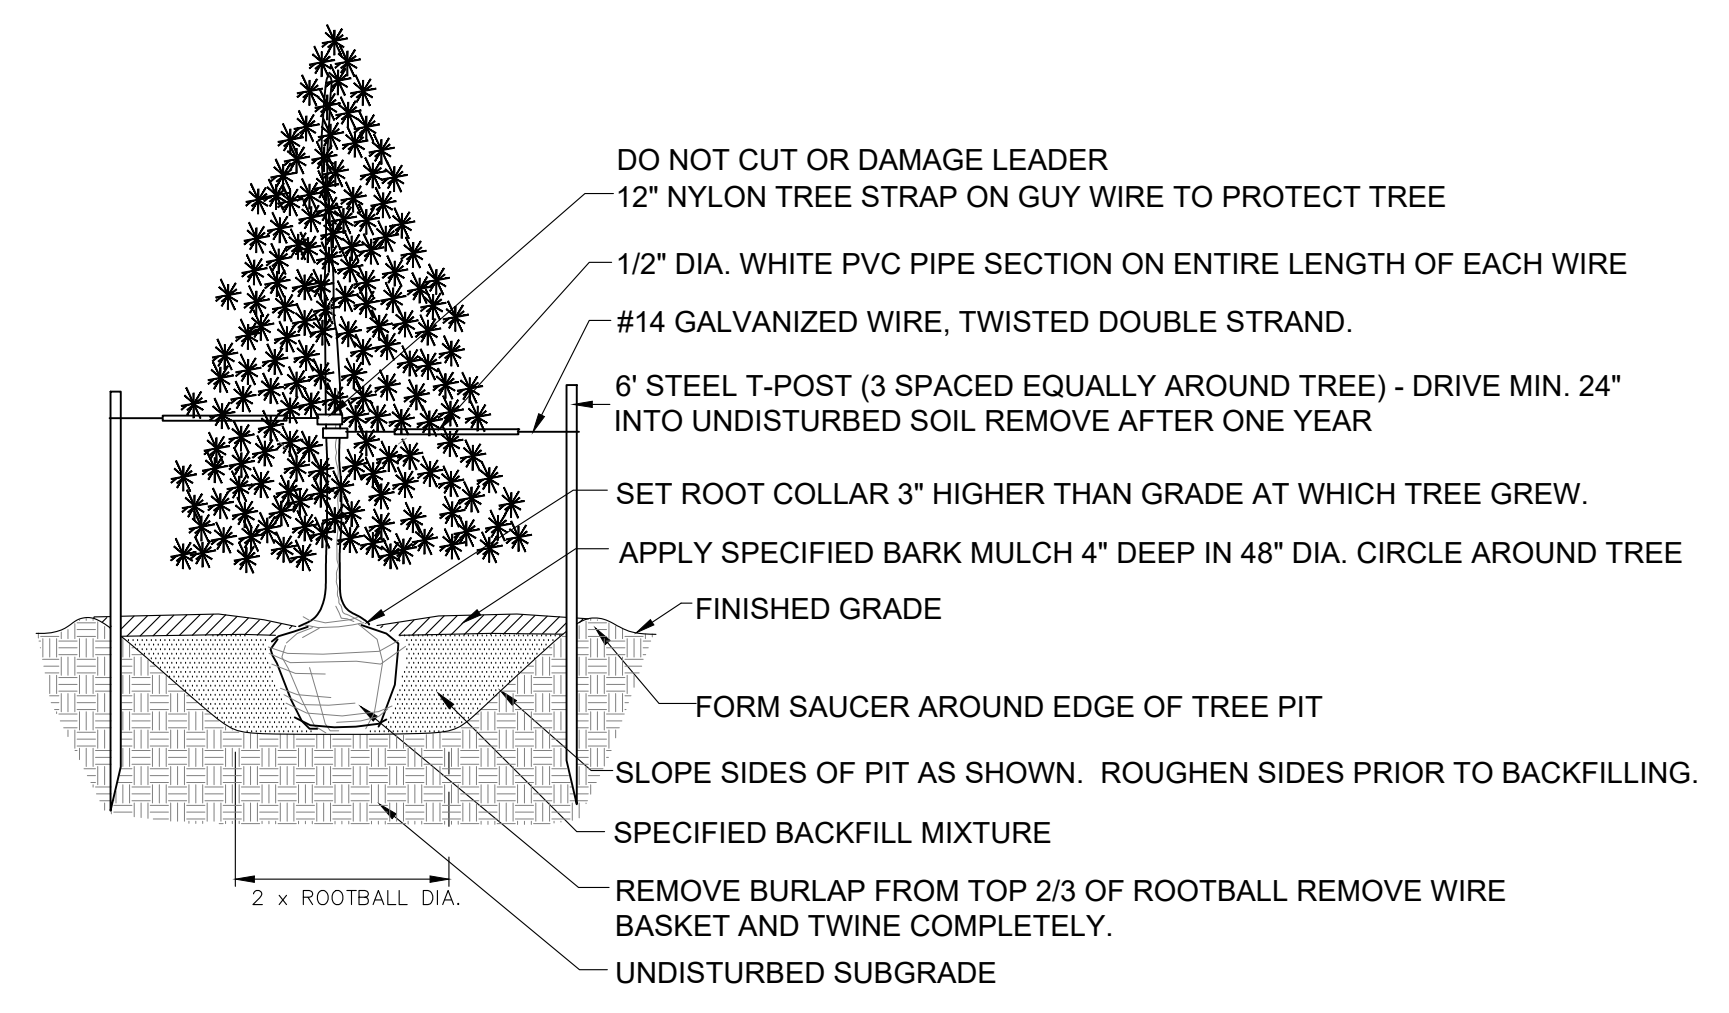 DO NOT CUT OR DAMAGE LEADER
12" NYLON TREE STRAP ON GUY WIRE TO PROTECT TREE
1/2" DIA. WHITE PVC PIPE SECTION ON ENTIRE LENGTH OF EACH WIRE
#14 GALVANIZED WIRE, TWISTED DOUBLE STRAND.
6' STEEL T-POST (3 SPACED EQUALLY AROUND TREE) - DRIVE MIN. 24"
INTO UNDISTURBED SOIL REMOVE AFTER ONE YEAR
SET ROOT COLLAR 3" HIGHER THAN GRADE AT WHICH TREE GREW.
APPLY SPECIFIED BARK MULCH 4" DEEP IN 48" DIA. CIRCLE AROUND TREE
FINISHED GRADE
FORM SAUCER AROUND EDGE OF TREE PIT
SLOPE SIDES OF PIT AS SHOWN.  ROUGHEN SIDES PRIOR TO BACKFILLING.
SPECIFIED BACKFILL MIXTURE
2 x ROOTBALL DIA.
REMOVE BURLAP FROM TOP 2/3 OF ROOTBALL REMOVE WIRE
BASKET AND TWINE COMPLETELY.
UNDISTURBED SUBGRADE